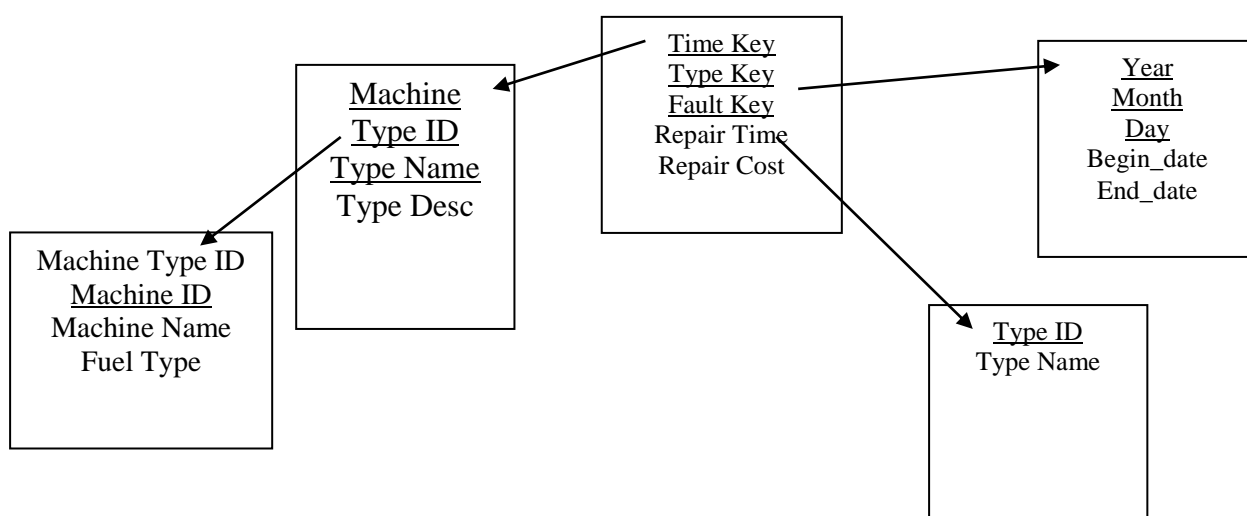 Machine Type ID
Machine ID
Machine Name
Fuel Type
Machine
Type ID
Type Name
Type Desc
Time Key
Type Key
Fault Key
Repair Time
Repair Cost
Year
Month
Day
Begin_date
End_date
Type ID
Type Name